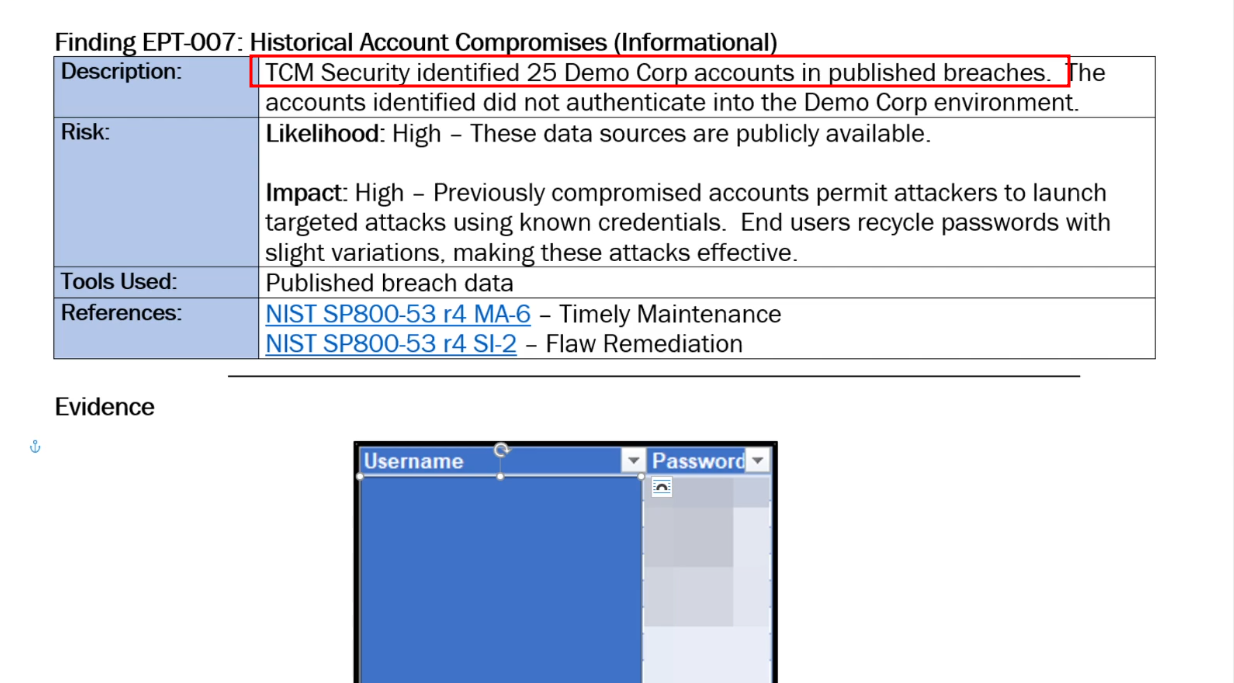 Finding EPT-007: Historical Account Compromises (Informational)
Description: TCM Security identified 25 Demo Corp accounts in published breaches. The
accounts identified did not authenticate into the Demo Corp environment.
Risk: Likelihood: High – These data sources are publicly available.
Impact: High – Previously compromised accounts permit attackers to launch
targeted attacks using known credentials. End users recycle passwords with
slight variations, making these attacks effective.
Tools Used: Published breach data
References: NIST SP800-53 r4 MA-6 – Timely Maintenance
NIST SP800-53 r4 SI-2 – Flaw Remediation
Evidence
Username Password